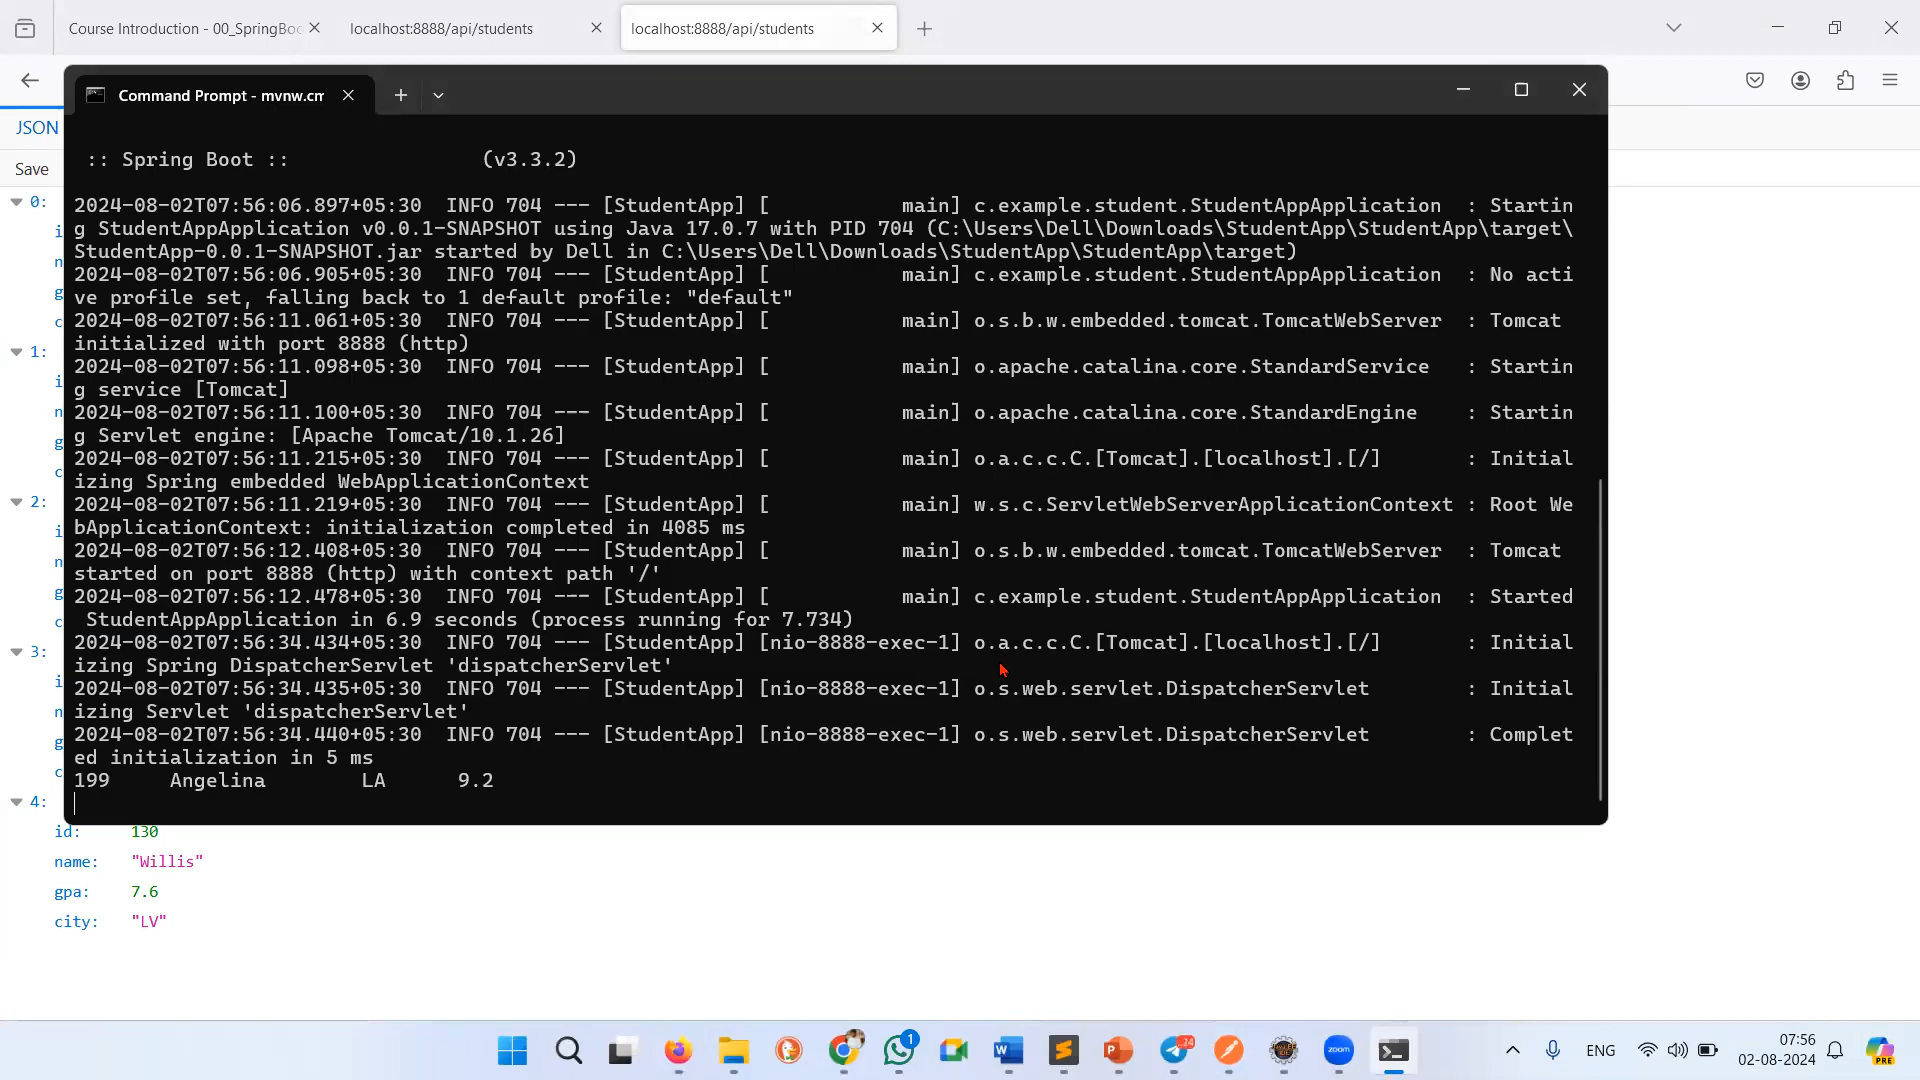 Course Introduction - 00_SpringBoo
localhost:8888/api/students
localhost:8888/api/students
Command Prompt - mvnw.cm
JSON
Save
:: Spring Boot ::                (v3.3.2)
2024-08-02T07:56:06.897+05:30  INFO 704 --- [StudentApp] [           main] c.example.student.StudentAppApplication  : Startin
g StudentAppApplication v0.0.1-SNAPSHOT using Java 17.0.7 with PID 704 (C:\Users\Dell\Downloads\StudentApp\StudentApp\target\
StudentApp-0.0.1-SNAPSHOT.jar started by Dell in C:\Users\Dell\Downloads\StudentApp\StudentApp\target)
2024-08-02T07:56:06.905+05:30  INFO 704 --- [StudentApp] [           main] c.example.student.StudentAppApplication  : No acti
ve profile set, falling back to 1 default profile: "default"
2024-08-02T07:56:11.061+05:30  INFO 704 --- [StudentApp] [           main] o.s.b.w.embedded.tomcat.TomcatWebServer  : Tomcat
initialized with port 8888 (http)
2024-08-02T07:56:11.098+05:30  INFO 704 --- [StudentApp] [           main] o.apache.catalina.core.StandardService   : Startin
g service [Tomcat]
2024-08-02T07:56:11.100+05:30  INFO 704 --- [StudentApp] [           main] o.apache.catalina.core.StandardEngine    : Startin
g Servlet engine: [Apache Tomcat/10.1.26]
2024-08-02T07:56:11.215+05:30  INFO 704 --- [StudentApp] [           main] o.a.c.c.C.[Tomcat].[localhost].[/]       : Initial
izing Spring embedded WebApplicationContext
2024-08-02T07:56:11.219+05:30  INFO 704 --- [StudentApp] [           main] w.s.c.ServletWebServerApplicationContext : Root We
bApplicationContext: initialization completed in 4085 ms
2024-08-02T07:56:12.408+05:30  INFO 704 --- [StudentApp] [           main] o.s.b.w.embedded.tomcat.TomcatWebServer  : Tomcat
started on port 8888 (http) with context path '/'
2024-08-02T07:56:12.478+05:30  INFO 704 --- [StudentApp] [           main] c.example.student.StudentAppApplication  : Started
StudentAppApplication in 6.9 seconds (process running for 7.734)
2024-08-02T07:56:34.434+05:30  INFO 704 --- [StudentApp] [nio-8888-exec-1] o.a.c.c.C.[Tomcat].[localhost].[/]       : Initial
izing Spring DispatcherServlet 'dispatcherServlet'
2024-08-02T07:56:34.435+05:30  INFO 704 --- [StudentApp] [nio-8888-exec-1] o.s.web.servlet.DispatcherServlet        : Initial
izing Servlet 'dispatcherServlet'
2024-08-02T07:56:34.440+05:30  INFO 704 --- [StudentApp] [nio-8888-exec-1] o.s.web.servlet.DispatcherServlet        : Complet
ed initialization in 5 ms
199     Angelina        LA      9.2
0:
i
n
g
c
1:
i
n
g
c
2:
i
n
g
c
3:
i
n
g
c
4:
id: 130
name: "Willis"
gpa: 7.6
city: "LV"
1
24
zoom
ENG
07:56
02-08-2024
PRE